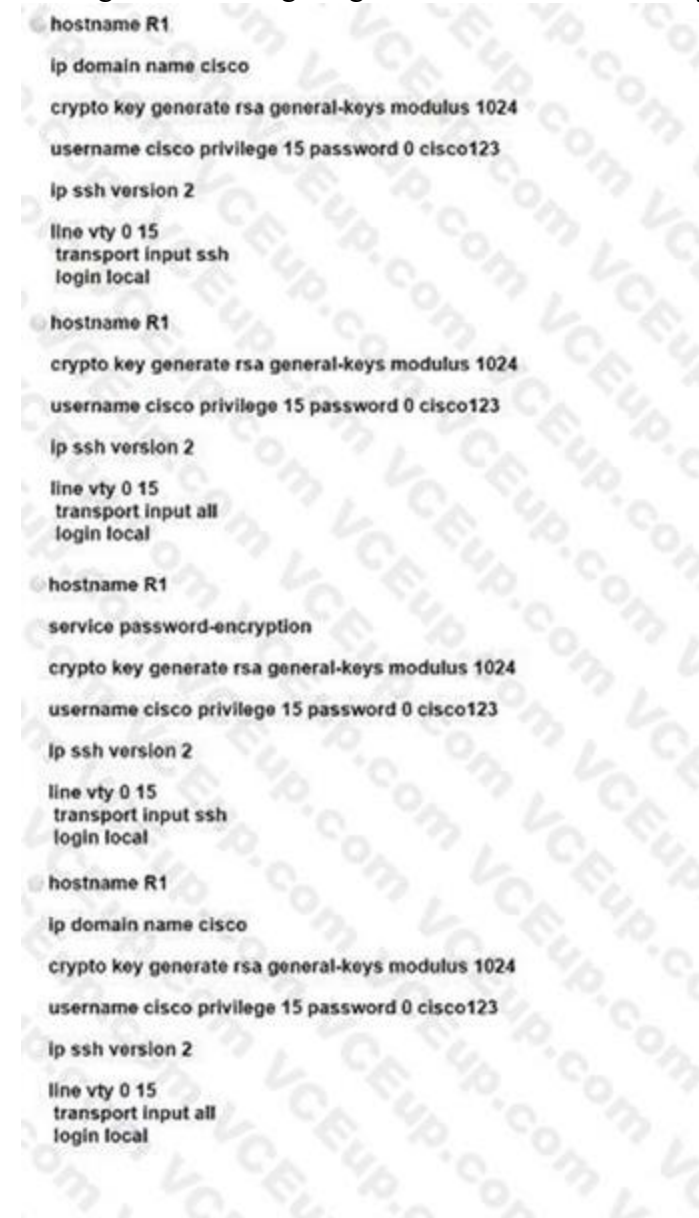 hostname R1
ip domain name cisco
crypto key generate rsa general-keys modulus 1024
username cisco privilege 15 password 0 cisco123
ip ssh version 2
line vty 0 15
transport input ssh
login local
hostname R1
crypto key generate rsa general-keys modulus 1024
username cisco privilege 15 password 0 cisco123
ip ssh version 2
line vty 0 15
transport input all
login local
hostname R1
service password-encryption
crypto key generate rsa general-keys modulus 1024
username cisco privilege 15 password 0 cisco123
ip ssh version 2
line vty 0 15
transport input ssh
login local
hostname R1
ip domain name cisco
crypto key generate rsa general-keys modulus 1024
username cisco privilege 15 password 0 cisco123
ip ssh version 2
line vty 0 15
transport input all
login local
VCEup.com